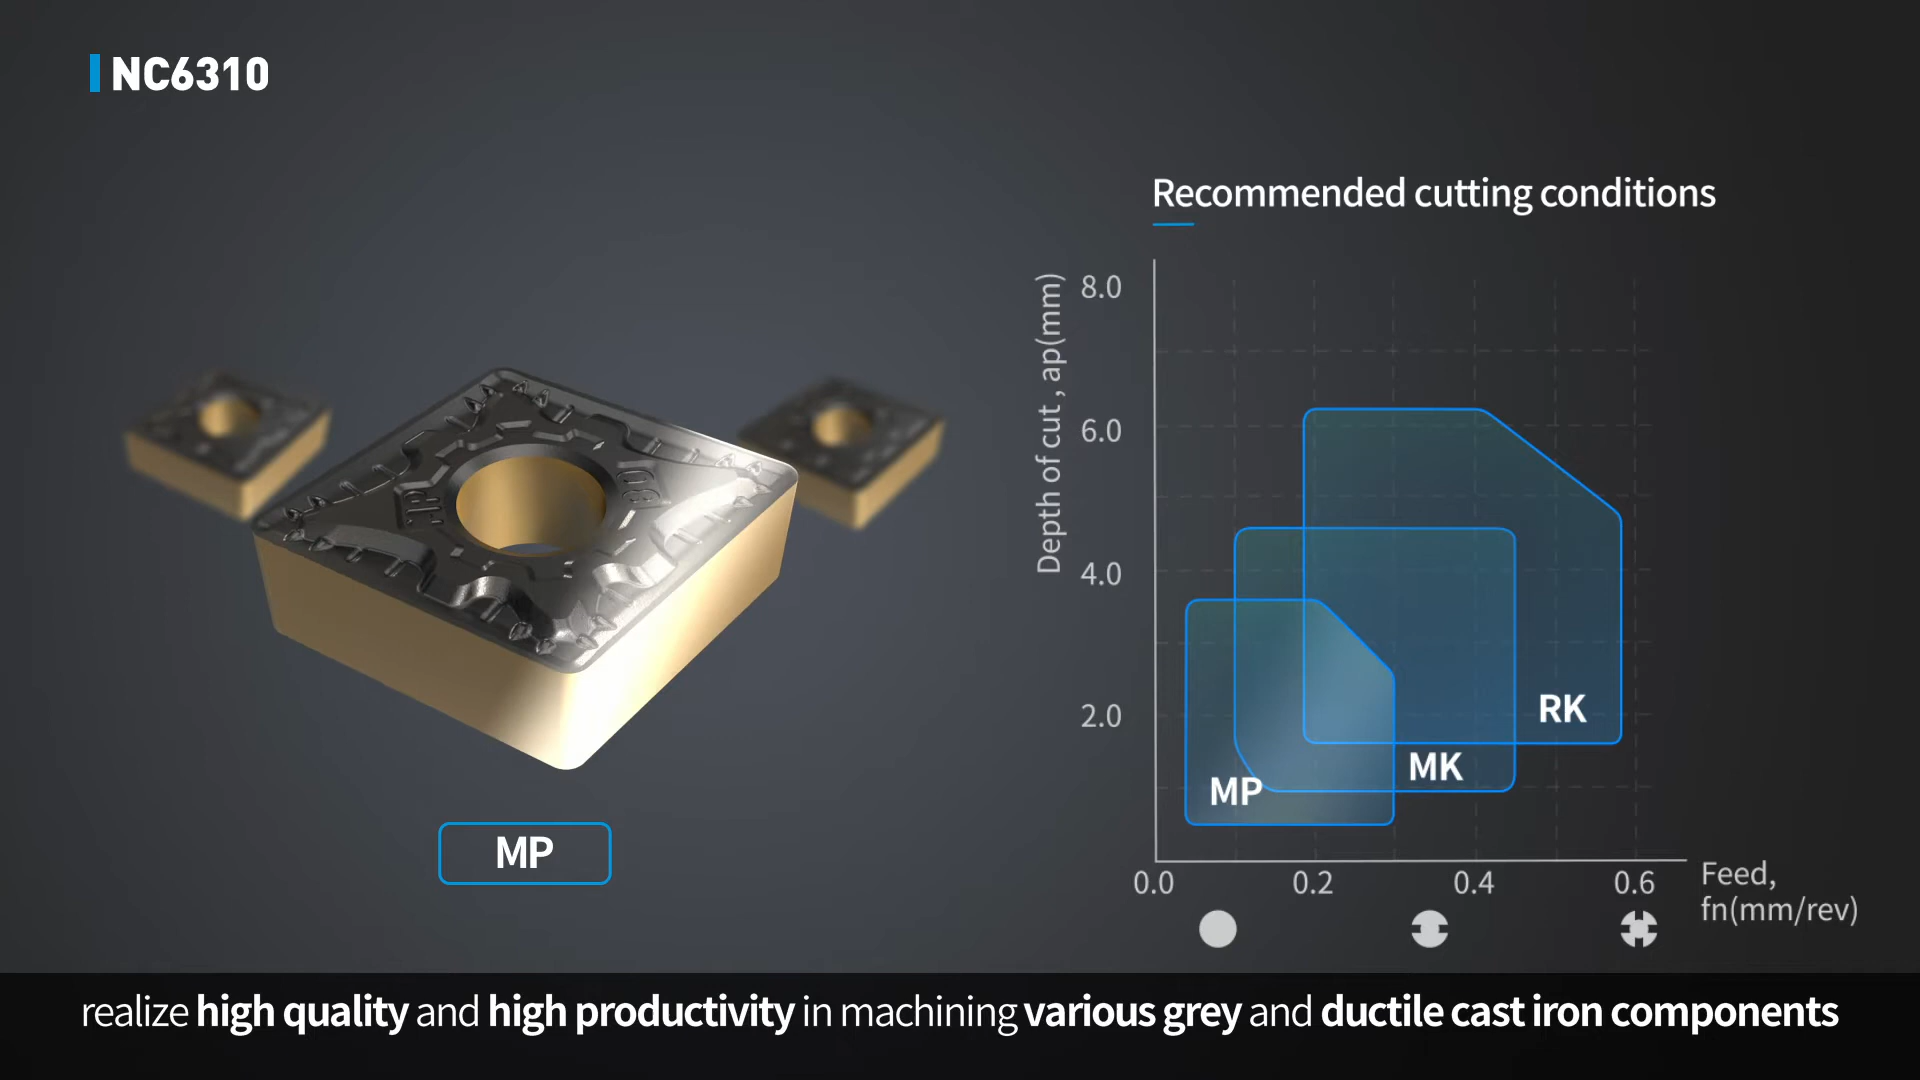 NC6310
Recommended cutting conditions
Depth of cut , ap(mm)
8.0
6.0
4.0
2.0
RK
MK
MP
0.0 0.2 0.4 0.6
Feed,
fn(mm/rev)
MP
realize high quality and high productivity in machining various grey and ductile cast iron components